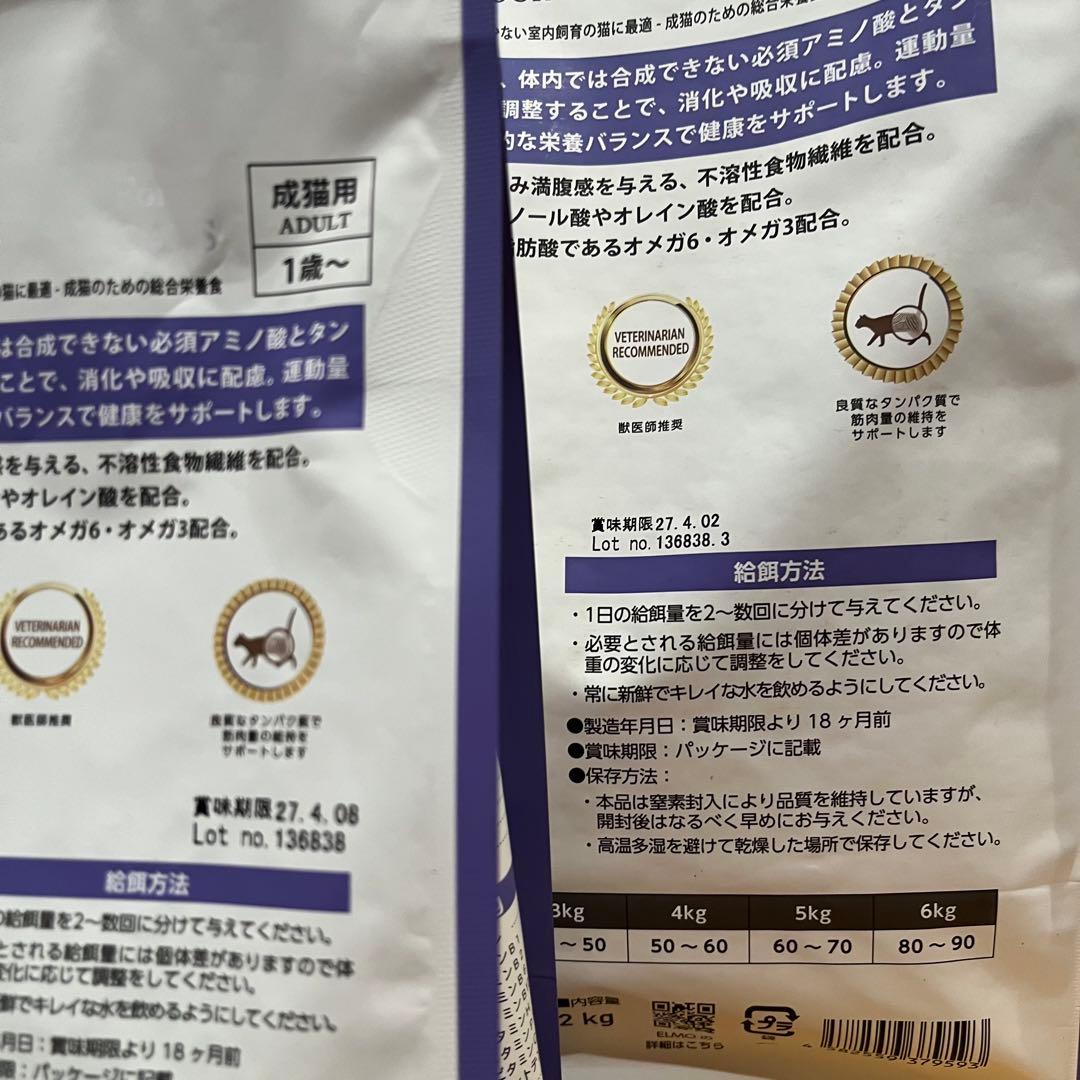 成猫用
ADULT
1歳～
猫に最適 - 成猫のための総合栄養食
は合成できない必須アミノ酸とタン
ことで、消化や吸収に配慮。運動量
バランスで健康をサポートします。
感を与える、不溶性食物繊維を配合。
やオレイン酸を配合。
あるオメガ6・オメガ3配合。
VETERINARIAN
RECOMMENDED
獣医師推奨
良質なタンパク質で
筋肉量の維持を
サポートします
賞味期限27.4.08
Lot no.136838
給餌方法
の給餌量を2～数回に分けて与えてください。
とされる給餌量には個体差がありますので体
変化に応じて調整をしてください。
新鮮でキレイな水を飲めるようにしてください。
月日：賞味期限より18ヶ月前
限：パッケージに記載
ない室内飼育の猫に最適 - 成猫のための総合栄養
、体内では合成できない必須アミノ酸とタン
調整することで、消化や吸収に配慮。運動量
的な栄養バランスで健康をサポートします。
み満腹感を与える、不溶性食物繊維を配合。
ノール酸やオレイン酸を配合。
脂肪酸であるオメガ6・オメガ3配合。
VETERINARIAN
RECOMMENDED
獣医師推奨
良質なタンパク質で
筋肉量の維持を
サポートします
賞味期限27.4.02
Lot no.136838.3
給餌方法
・1日の給餌量を2～数回に分けて与えてください。
・必要とされる給餌量には個体差がありますので体
重の変化に応じて調整をしてください。
・常に新鮮でキレイな水を飲めるようにしてください。
●製造年月日：賞味期限より18ヶ月前
●賞味期限：パッケージに記載
●保存方法：
・本品は窒素封入により品質を維持していますが、
開封後はなるべく早めにお与えください。
・高温多湿を避けて乾燥した場所で保存してください。
3kg 4kg 5kg 6kg
～50 50～60 60～70 80～90
■内容量
2 kg
ELMOの
詳細はこちら